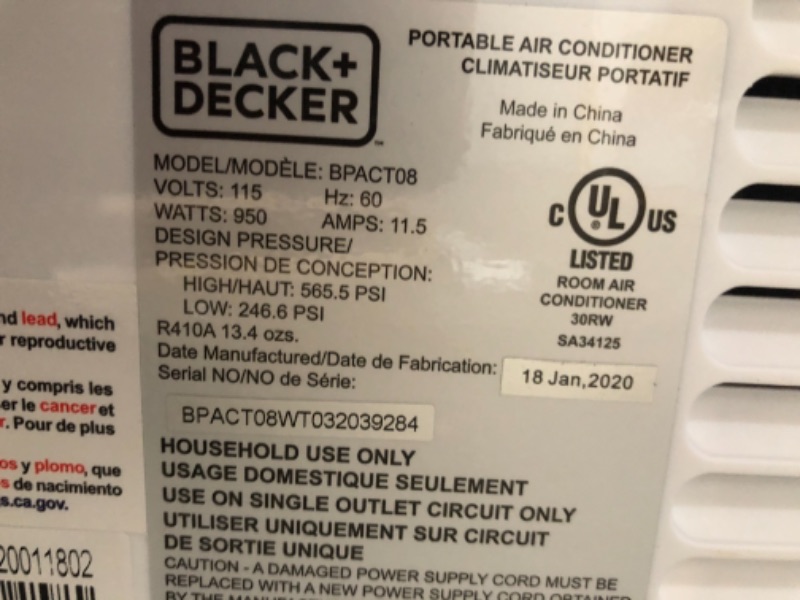 BLACK+
DECKER™
PORTABLE AIR CONDITIONER
CLIMATISEUR PORTATIF
Made in China
Fabriqué en China
MODEL/MODÈLE: BPACT08
VOLTS: 115 Hz: 60
WATTS: 950 AMPS: 11.5
DESIGN PRESSURE/
PRESSION DE CONCEPTION:
HIGH/HAUT: 565.5 PSI
LOW: 246.6 PSI
R410A 13.4 ozs.
C UL US
LISTED
ROOM AIR
CONDITIONER
30RW
SA34125
Date Manufactured/Date de Fabrication: 18 Jan,2020
Serial NO/NO de Série:
BPACT08WT032039284
HOUSEHOLD USE ONLY
USAGE DOMESTIQUE SEULEMENT
USE ON SINGLE OUTLET CIRCUIT ONLY
UTILISER UNIQUEMENT SUR CIRCUIT
DE SORTIE UNIQUE
CAUTION - A DAMAGED POWER SUPPLY CORD MUST BE
REPLACED WITH A NEW POWER SUPPLY CORD OBTAINED
BY THE
lead, which
reproductive
y compris les
le cancer et
. Pour de plus
y plomo, que
de nacimiento
s.ca.gov.
20011802